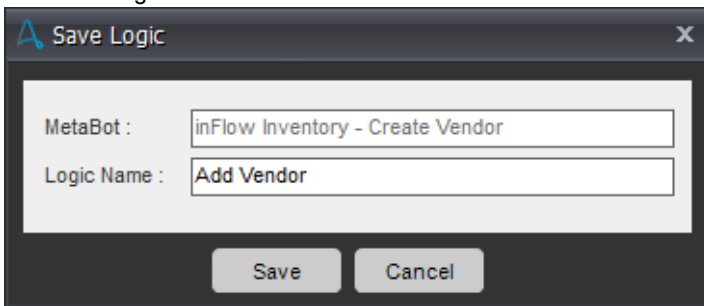 Save Logic
x
MetaBot :
inFlow Inventory - Create Vendor
Logic Name :
Add Vendor
Save
Cancel